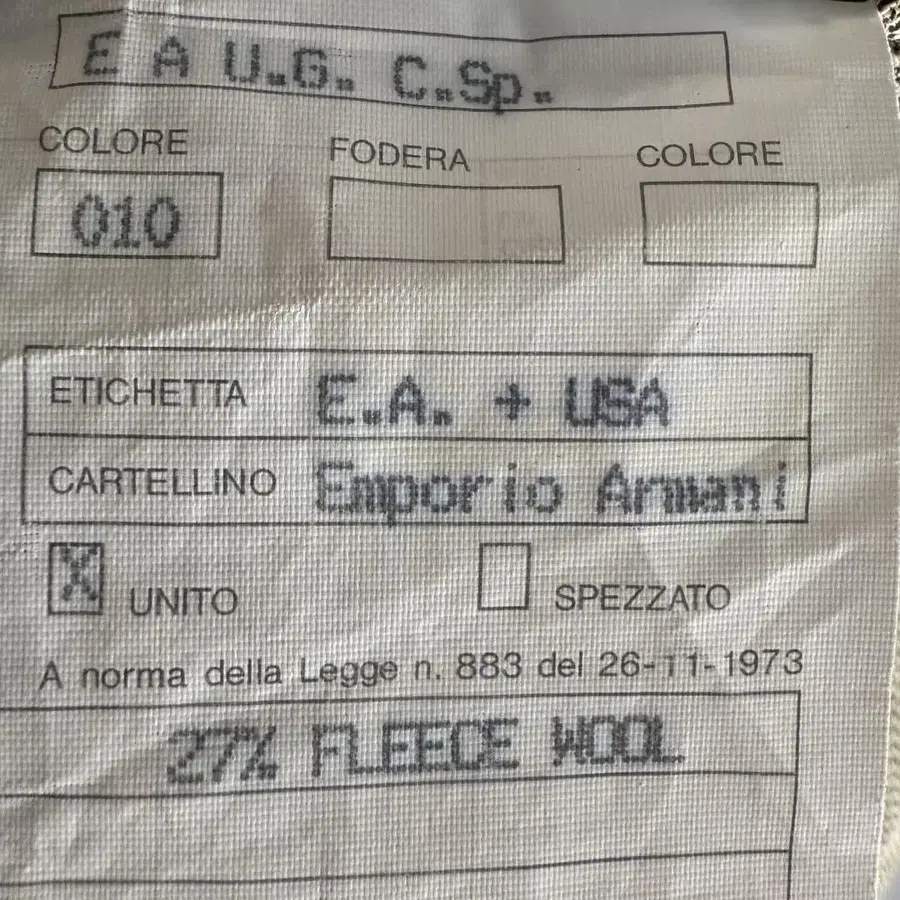 E A U.G. C.Sp.
COLORE FODERA COLORE
010
ETICHETTA E.A. + USA
CARTELLINO Emporio Armani
X UNITO SPEZZATO
A norma della Legge n. 883 del 26-11-1973
27% FLEECE WOOL